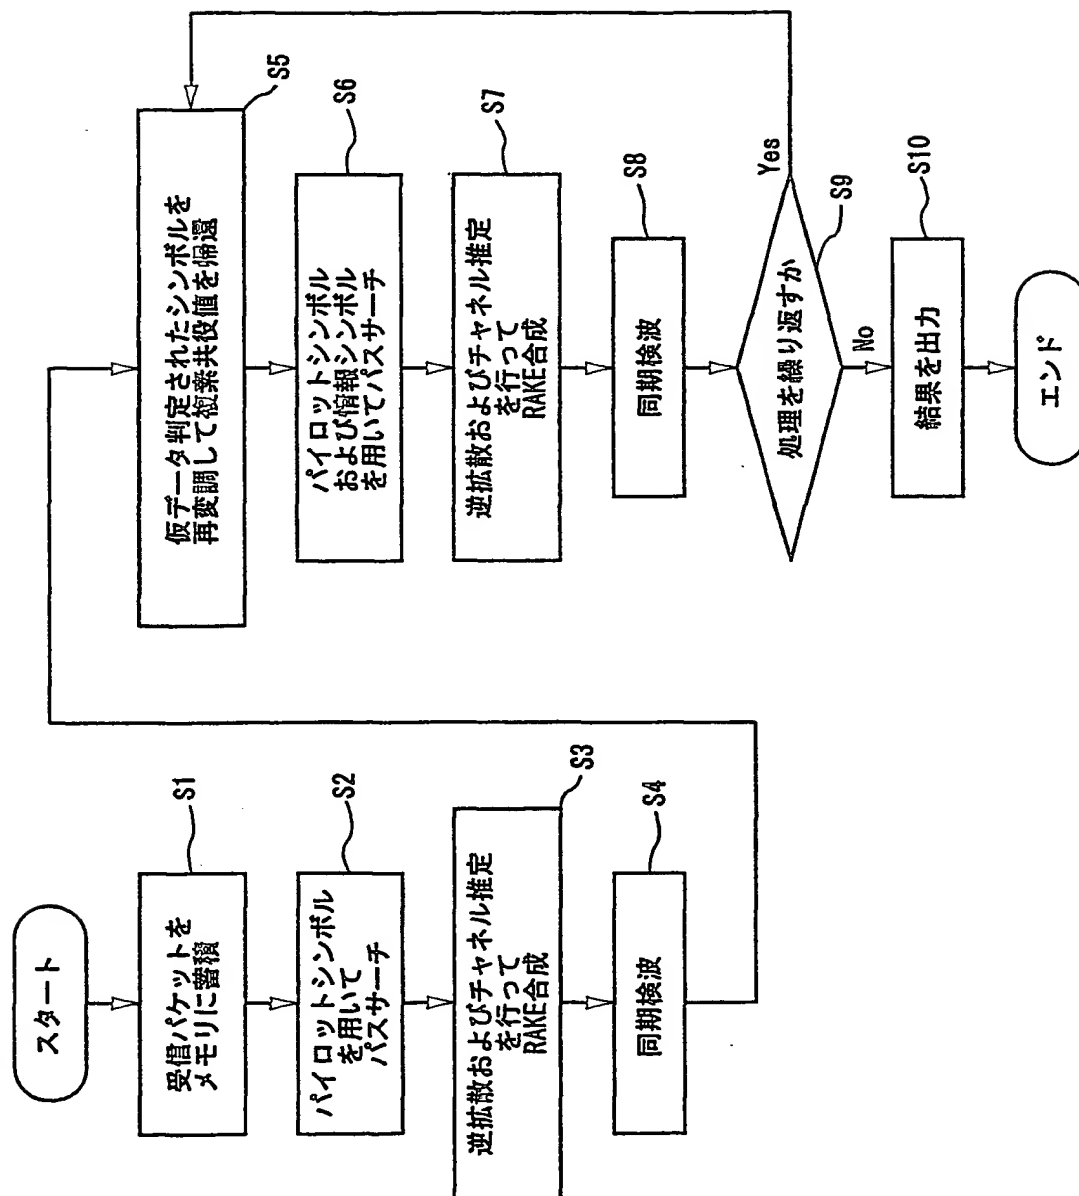 スタート
受信パケットを
メモリに蓄積
S1
パイロットシンボル
を用いて
パスサーチ
S2
逆拡散およびチャネル推定
を行って
RAKE合成
S3
同期検波
S4
仮データ判定されたシンボルを
再変調して複素共役値を帰還
S5
パイロットシンボル
および情報シンボル
を用いてパスサーチ
S6
逆拡散およびチャネル推定
を行って
RAKE合成
S7
同期検波
S8
処理を繰り返すか
S9
Yes
No
結果を出力
S10
エンド